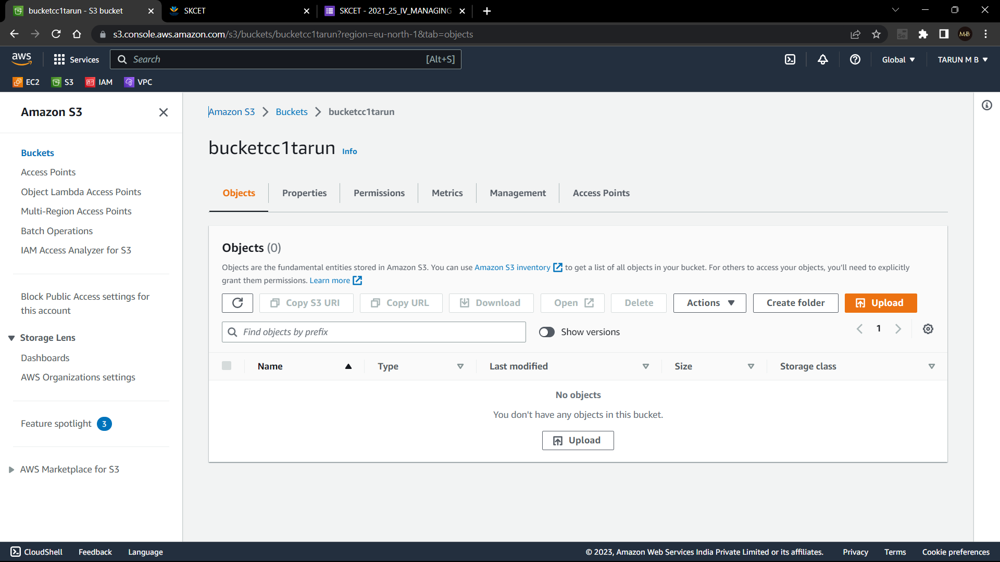 bucketcc1tarun - S3 bucket
SKCET
SKCET - 2021_25_IV_MANAGING
s3.console.aws.amazon.com/s3/buckets/bucketcc1tarun?region=eu-north-1&tab=objects
Se
M&B
aws
Services
Search
[Alt+S]
Global
TARUN M B
EC2
S3
IAM
VPC
Amazon S3
Buckets
Access Points
Object Lambda Access Points
Multi-Region Access Points
Batch Operations
IAM Access Analyzer for S3
Block Public Access settings for
this account
Storage Lens
Dashboards
AWS Organizations settings
Feature spotlight 3
AWS Marketplace for S3
Amazon S3 > Buckets > bucketcc1tarun
bucketcc1tarun Info
Objects
Properties
Permissions
Metrics
Management
Access Points
Objects (0)
Objects are the fundamental entities stored in Amazon S3. You can use Amazon S3 inventory to get a list of all objects in your bucket. For others to access your objects, you'll need to explicitly
grant them permissions. Learn more
Copy S3 URI
Copy URL
Download
Open
Delete
Actions
Create folder
Upload
Find objects by prefix
Show versions
1
Name
Type
Last modified
Size
Storage class
No objects
You don't have any objects in this bucket.
Upload
CloudShell
Feedback
Language
© 2023, Amazon Web Services India Private Limited or its affiliates.
Privacy
Terms
Cookie preferences